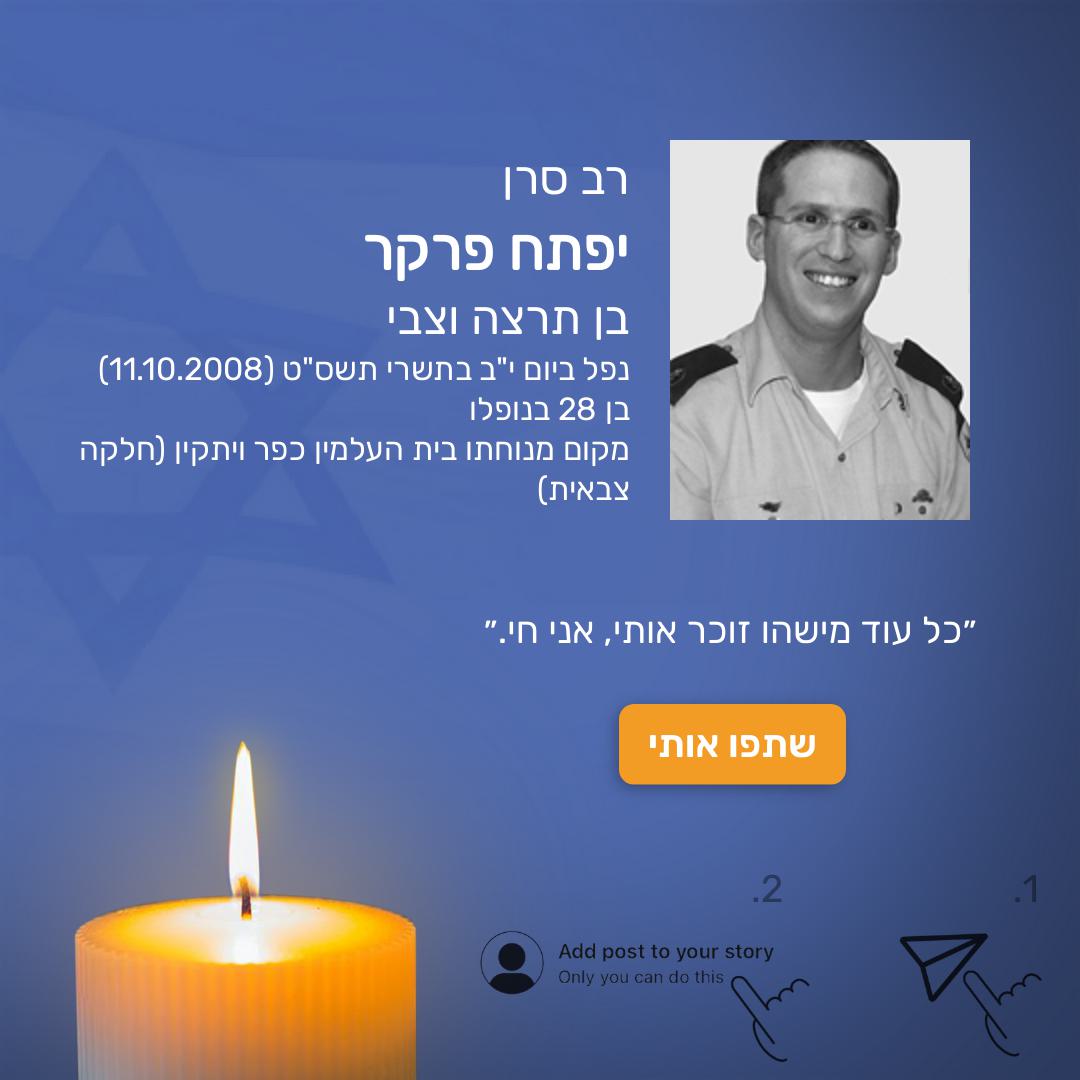 רב סרן
יפתח פרקר
בן תרצה וצבי
נפל ביום י"ב בתשרי תשס"ט (11.10.2008)
בן 28 בנופלו
מקום מנוחתו בית העלמין כפר ויתקין (חלקה
צבאית)
״כל עוד מישהו זוכר אותי, אני חי.״
שתפו אותי
1.
2.
Add post to your story
Only you can do this